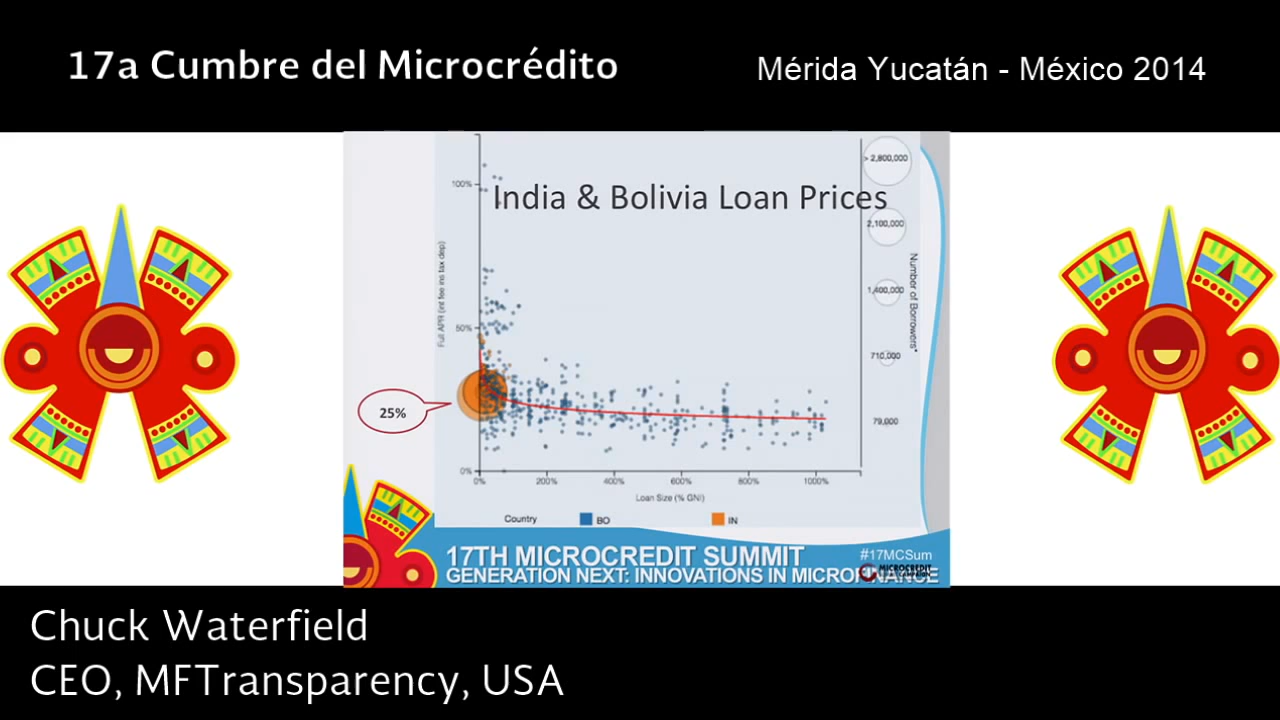 17a Cumbre del Microcrédito
Mérida Yucatán - México 2014
India & Bolivia Loan Prices
Full APR (int fee ins tax dep)
100%
50%
0%
25%
0%
200%
400%
600%
800%
1000%
Loan Size (% GNI)
Country
BO
IN
> 2,800,000
2,100,000
1,400,000
710,000
79,000
Number of Borrowers*
17TH MICROCREDIT SUMMIT
GENERATION NEXT: INNOVATIONS IN MICROFINANCE
#17MCSum
MICROCREDIT
Chuck Waterfield
CEO, MFTransparency, USA